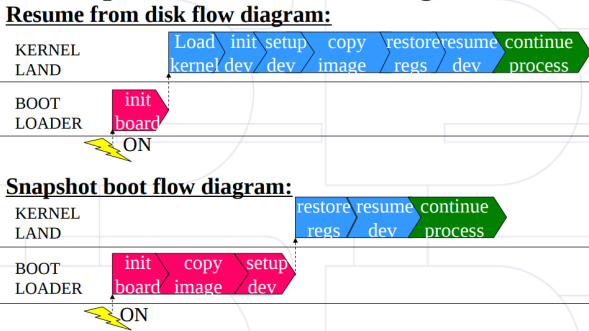 Resume from disk flow diagram:
KERNEL
LAND
Load
kernel
init
dev
setup
dev
copy
image
restore
regs
resume
dev
continue
process
BOOT
LOADER
init
board
ON
Snapshot boot flow diagram:
KERNEL
LAND
restore
regs
resume
dev
continue
process
BOOT
LOADER
init
board
copy
image
setup
dev
ON